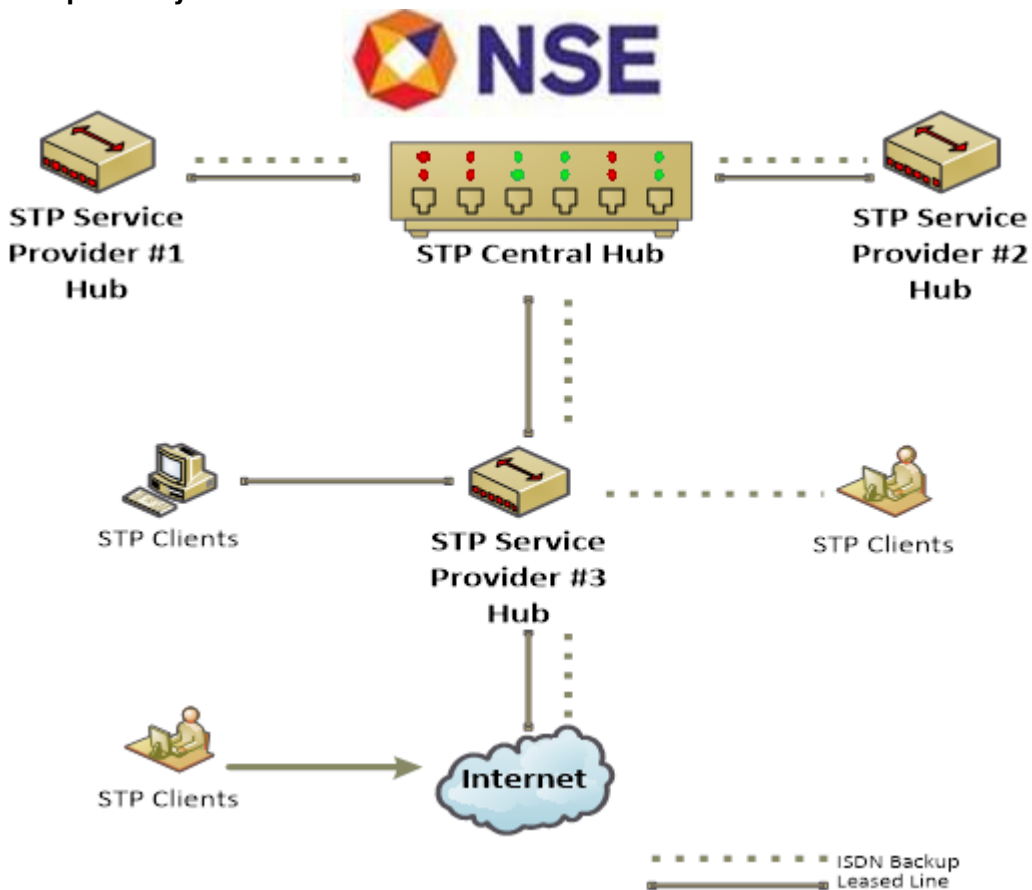 NSE
STP Service
Provider #1
Hub
STP Central Hub
STP Service
Provider #2
Hub
STP Clients
STP Service
Provider #3
Hub
STP Clients
STP Clients
Internet
ISDN Backup
Leased Line